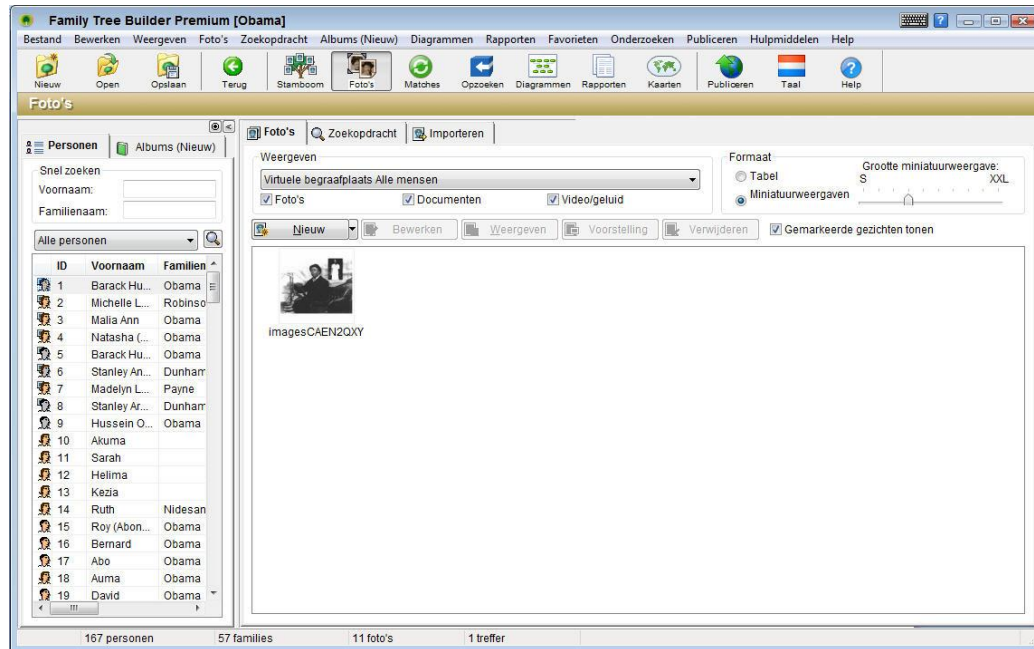 Family Tree Builder Premium [Obama]
Bestand Bewerken Weergeven Foto's Zoekopdracht Albums (Nieuw) Diagrammen Rapporten Favorieten Onderzoeken Publiceren Hulpmiddelen Help
Nieuw Open Opslaan Terug Stamboom Foto's Matches Opzoeken Diagrammen Rapporten Kaarten Publiceren Taal Help
Foto's
Personen Albums (Nieuw)
Snel zoeken
Voornaam:
Familienaam:
Alle personen
ID Voornaam Familien
1 Barack Hu... Obama
2 Michelle L... Robinso
3 Malia Ann Obama
4 Natasha (... Obama
5 Barack Hu... Obama
6 Stanley An... Dunham
7 Madelyn L... Payne
8 Stanley Ar... Dunham
9 Hussein O... Obama
10 Akuma
11 Sarah
12 Helima
13 Kezia
14 Ruth Nidesan
15 Roy (Abon... Obama
16 Bernard Obama
17 Abo Obama
18 Auma Obama
19 David Obama
Foto's Zoekopdracht Importeren
Weergeven
Virtuele begraafplaats Alle mensen
Foto's Documenten Video/geluid
Formaat
Tabel
Miniatuurweergaven
Grootte miniatuurweergave:
S XXL
Nieuw Bewerken Weergeven Voorstelling Verwijderen Gemarkeerde gezichten tonen
imagesCAEN2QXY
167 personen 57 families 11 foto's 1 treffer